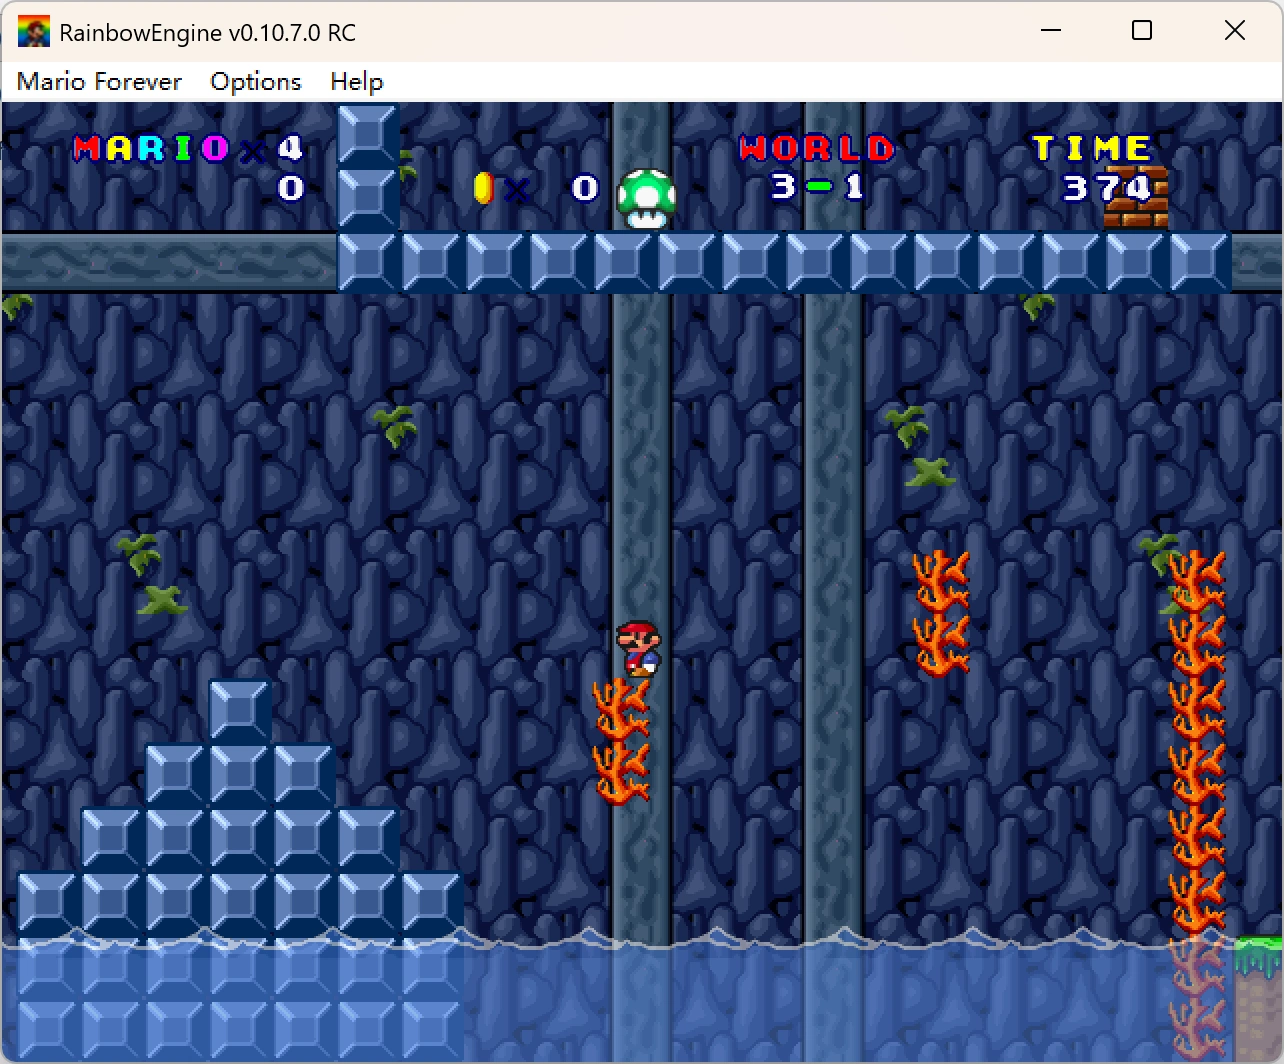 RainbowEngine v0.10.7.0 RC
Mario Forever Options Help
MARIO × 4 WORLD TIME
0 × 0 3-1 374